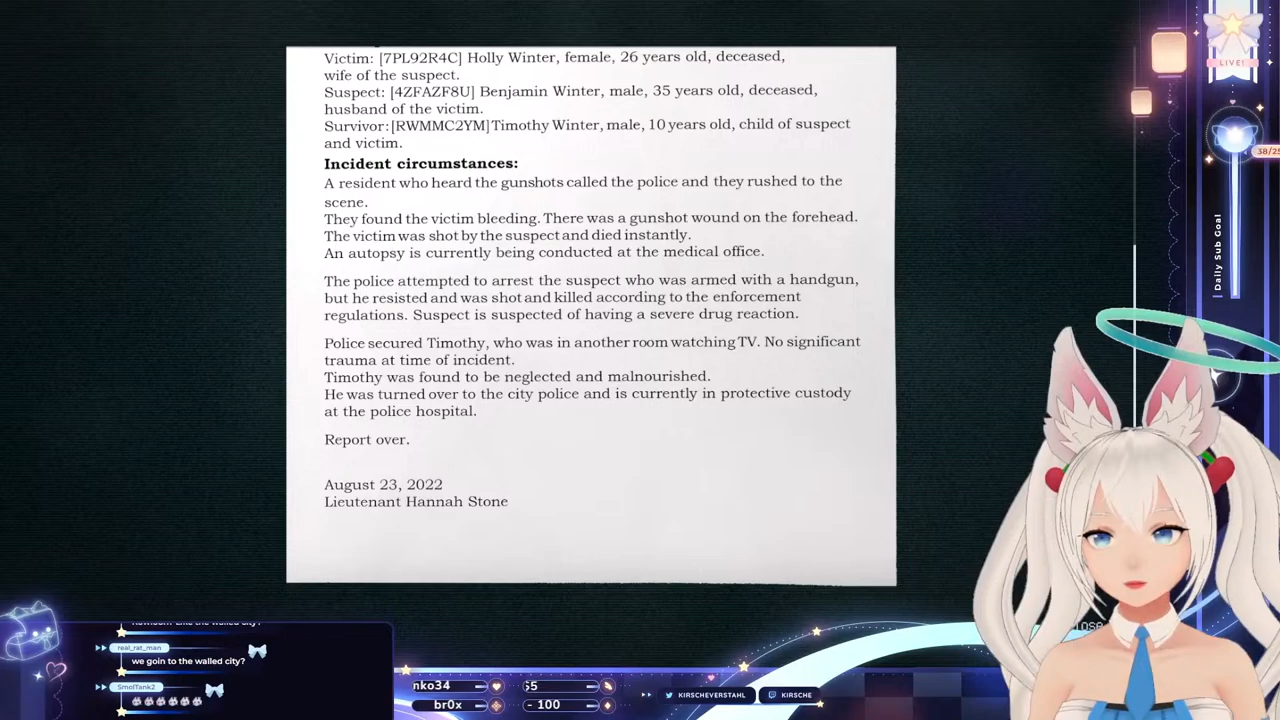 Victim: [7PL92R4C] Holly Winter, female, 26 years old, deceased,
wife of the suspect.
Suspect: [4ZFAZF8U] Benjamin Winter, male, 35 years old, deceased,
husband of the victim.
Survivor:[RWMMC2YM]Timothy Winter, male, 10 years old, child of suspect
and victim.
Incident circumstances:
A resident who heard the gunshots called the police and they rushed to the
scene.
They found the victim bleeding. There was a gunshot wound on the forehead.
The victim was shot by the suspect and died instantly.
An autopsy is currently being conducted at the medical office.
The police attempted to arrest the suspect who was armed with a handgun,
but he resisted and was shot and killed according to the enforcement
regulations. Suspect is suspected of having a severe drug reaction.
Police secured Timothy, who was in another room watching TV. No significant
trauma at time of incident.
Timothy was found to be neglected and malnourished.
He was turned over to the city police and is currently in protective custody
at the police hospital.
Report over.
August 23, 2022
Lieutenant Hannah Stone
LIVE!
38/25
Daily Sub Goal
real_rat_man
we goin to the walled city?
SmolTank2
nko34
br0x
- 100
KIRSCHEVERSTAHL
KIRSCHE